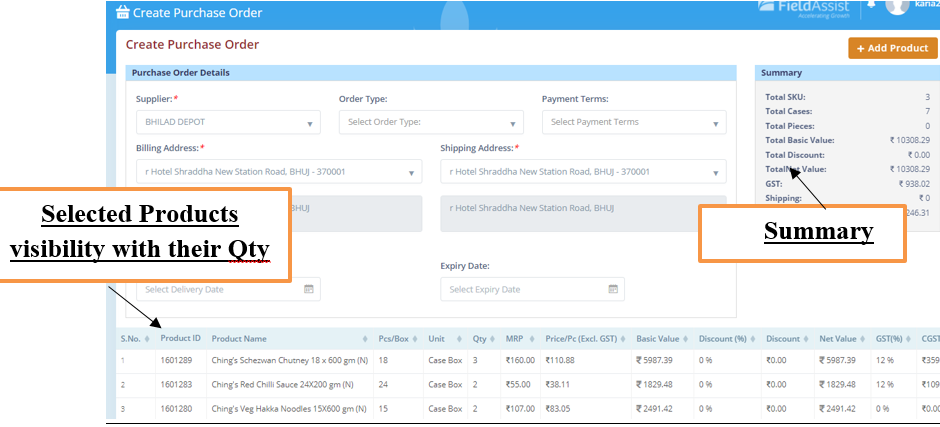 Create Purchase Order
FieldAssist
Accelerating Growth
Create Purchase Order
+ Add Product
Purchase Order Details
Summary
Supplier:* Order Type: Payment Terms:
BHILAD DEPOT Select Order Type: Select Payment Terms
Billing Address:* Shipping Address:*
r Hotel Shraddha New Station Road, BHUJ - 370001 r Hotel Shraddha New Station Road, BHUJ - 370001
BHUJ r Hotel Shraddha New Station Road, BHUJ
Total SKU: 3
Total Cases: 7
Total Pieces: 0
Total Basic Value: ₹ 10308.29
Total Discount: ₹ 0.00
TotalNet Value: ₹ 10308.29
GST: ₹ 938.02
Shipping: ₹ 0
246.31
Selected Products
visibility with their Qty
Summary
Expiry Date:
Select Delivery Date Select Expiry Date
S.No. Product ID Product Name Pcs/Box Unit Qty MRP Price/Pc (Excl. GST) Basic Value Discount (%) Discount Net Value GST(%) CGST
1 1601289 Ching's Schezwan Chutney 18 x 600 gm (N) 18 Case Box 3 ₹160.00 ₹110.88 ₹ 5987.39 0 % ₹0.00 ₹ 5987.39 12 % ₹359
2 1601283 Ching's Red Chilli Sauce 24X200 gm (N) 24 Case Box 2 ₹55.00 ₹38.11 ₹ 1829.48 0 % ₹0.00 ₹ 1829.48 12 % ₹109
3 1601280 Ching's Veg Hakka Noodles 15X600 gm (N) 15 Case Box 2 ₹107.00 ₹83.05 ₹ 2491.42 0 % ₹0.00 ₹ 2491.42 0 % ₹0.00